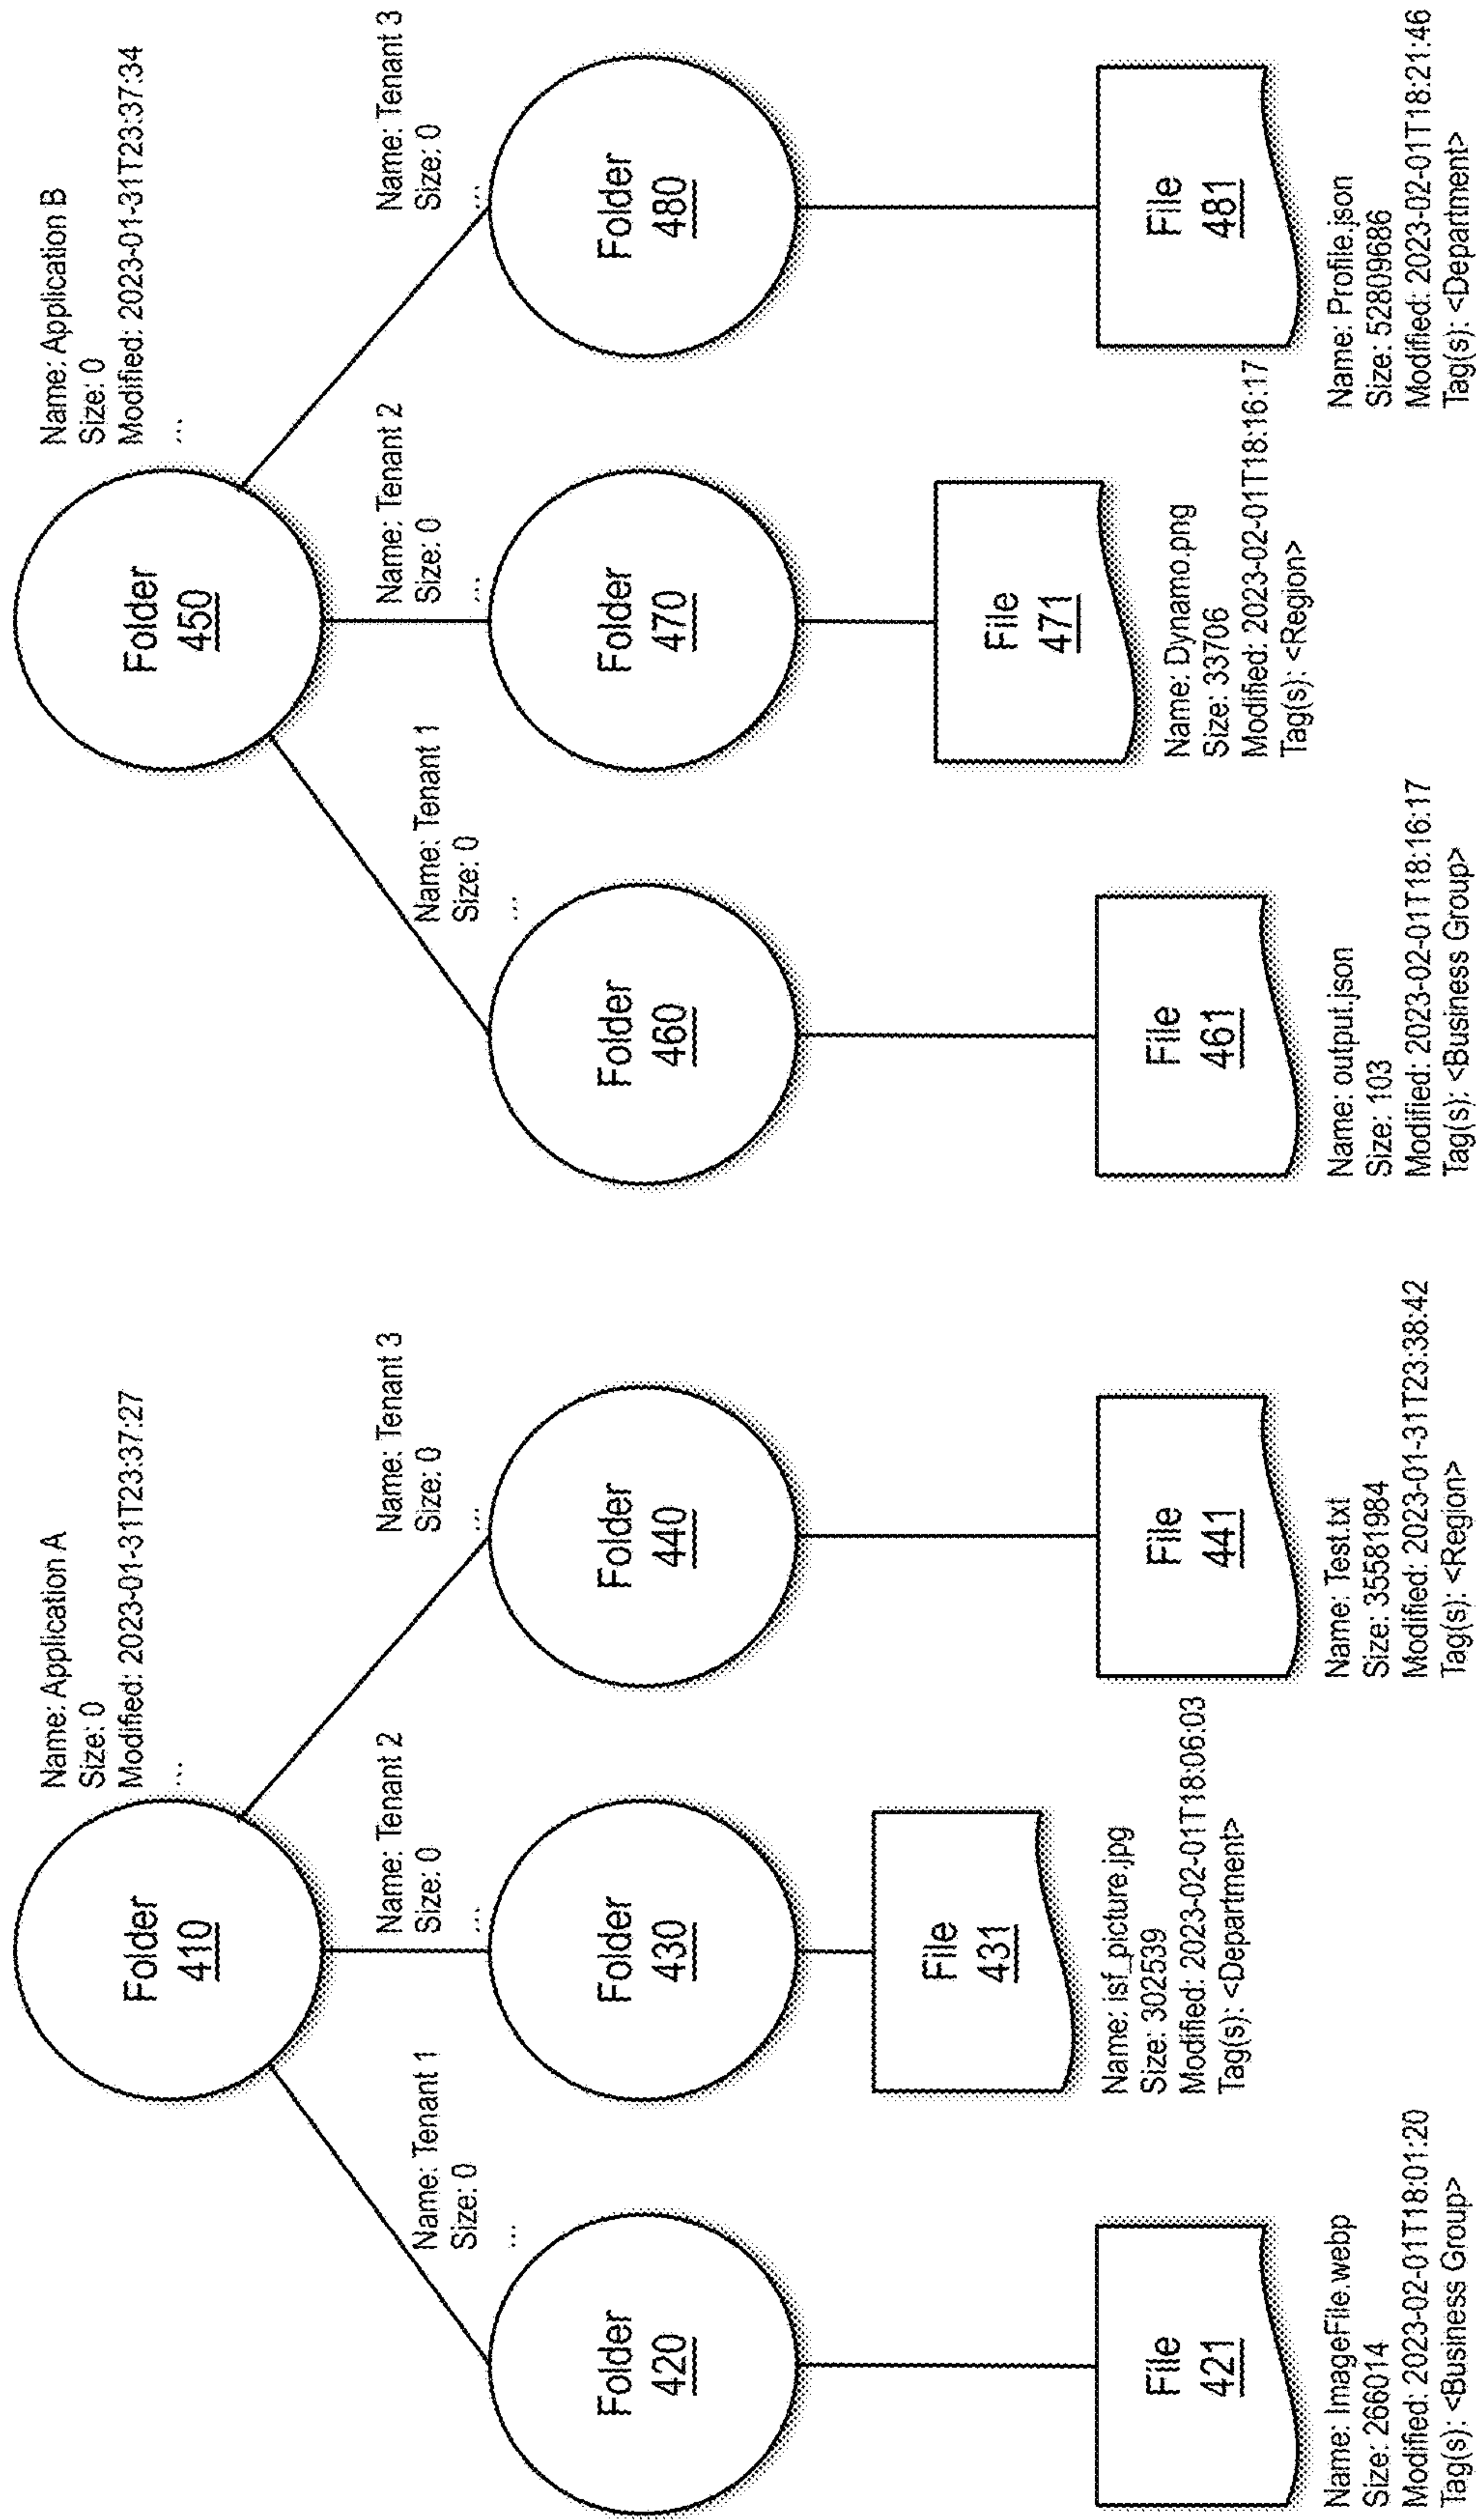 Name: Application A
Size: 0
Modified: 2023-01-31T23:37:27
...
Folder
410
Name: Tenant 1
Size: 0
...
Name: Tenant 2
Size: 0
...
Name: Tenant 3
Size: 0
...
Folder
420
Folder
430
Folder
440
File
421
Name: ImageFile.webp
Size: 266014
Modified: 2023-02-01T18:01:20
Tag(s): <Business Group>
File
431
Name: isf_picture.jpg
Size: 302539
Modified: 2023-02-01T18:06:03
Tag(s): <Department>
File
441
Name: Test.txt
Size: 35581984
Modified: 2023-01-31T23:38:42
Tag(s): <Region>
Name: Application B
Size: 0
Modified: 2023-01-31T23:37:34
...
Folder
450
Name: Tenant 1
Size: 0
...
Name: Tenant 2
Size: 0
...
Name: Tenant 3
Size: 0
...
Folder
460
Folder
470
Folder
480
File
461
Name: output.json
Size: 103
Modified: 2023-02-01T18:16:17
Tag(s): <Business Group>
File
471
Name: Dynamo.png
Size: 33706
Modified: 2023-02-01T18:16:17
Tag(s): <Region>
File
481
Name: Profile.json
Size: 52809686
Modified: 2023-02-01T18:21:46
Tag(s): <Department>